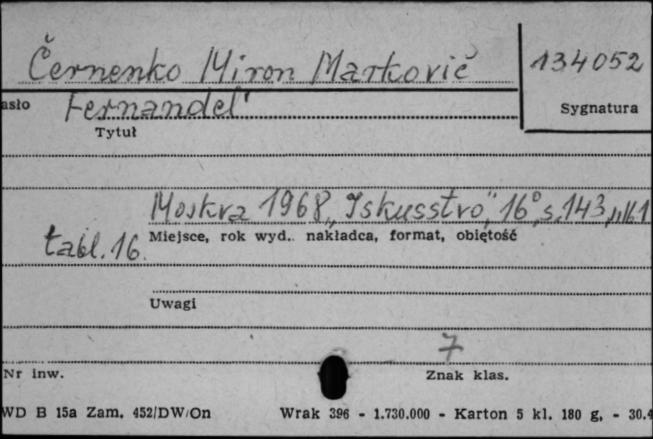 Černenko Miron Markovič
134052
asło
Fernandel'
Tytuł
Sygnatura
Moskva 1968, „Iskusstvo", 16°, s. 143,
tabl. 16.
Miejsce, rok wyd.. nakładca, format, objętość
Uwagi
7
Nr inw.
Znak klas.
WD B 15a Zam. 452/DW/On
Wrak 396 - 1.730.000 - Karton 5 kl. 180 g, - 30.4